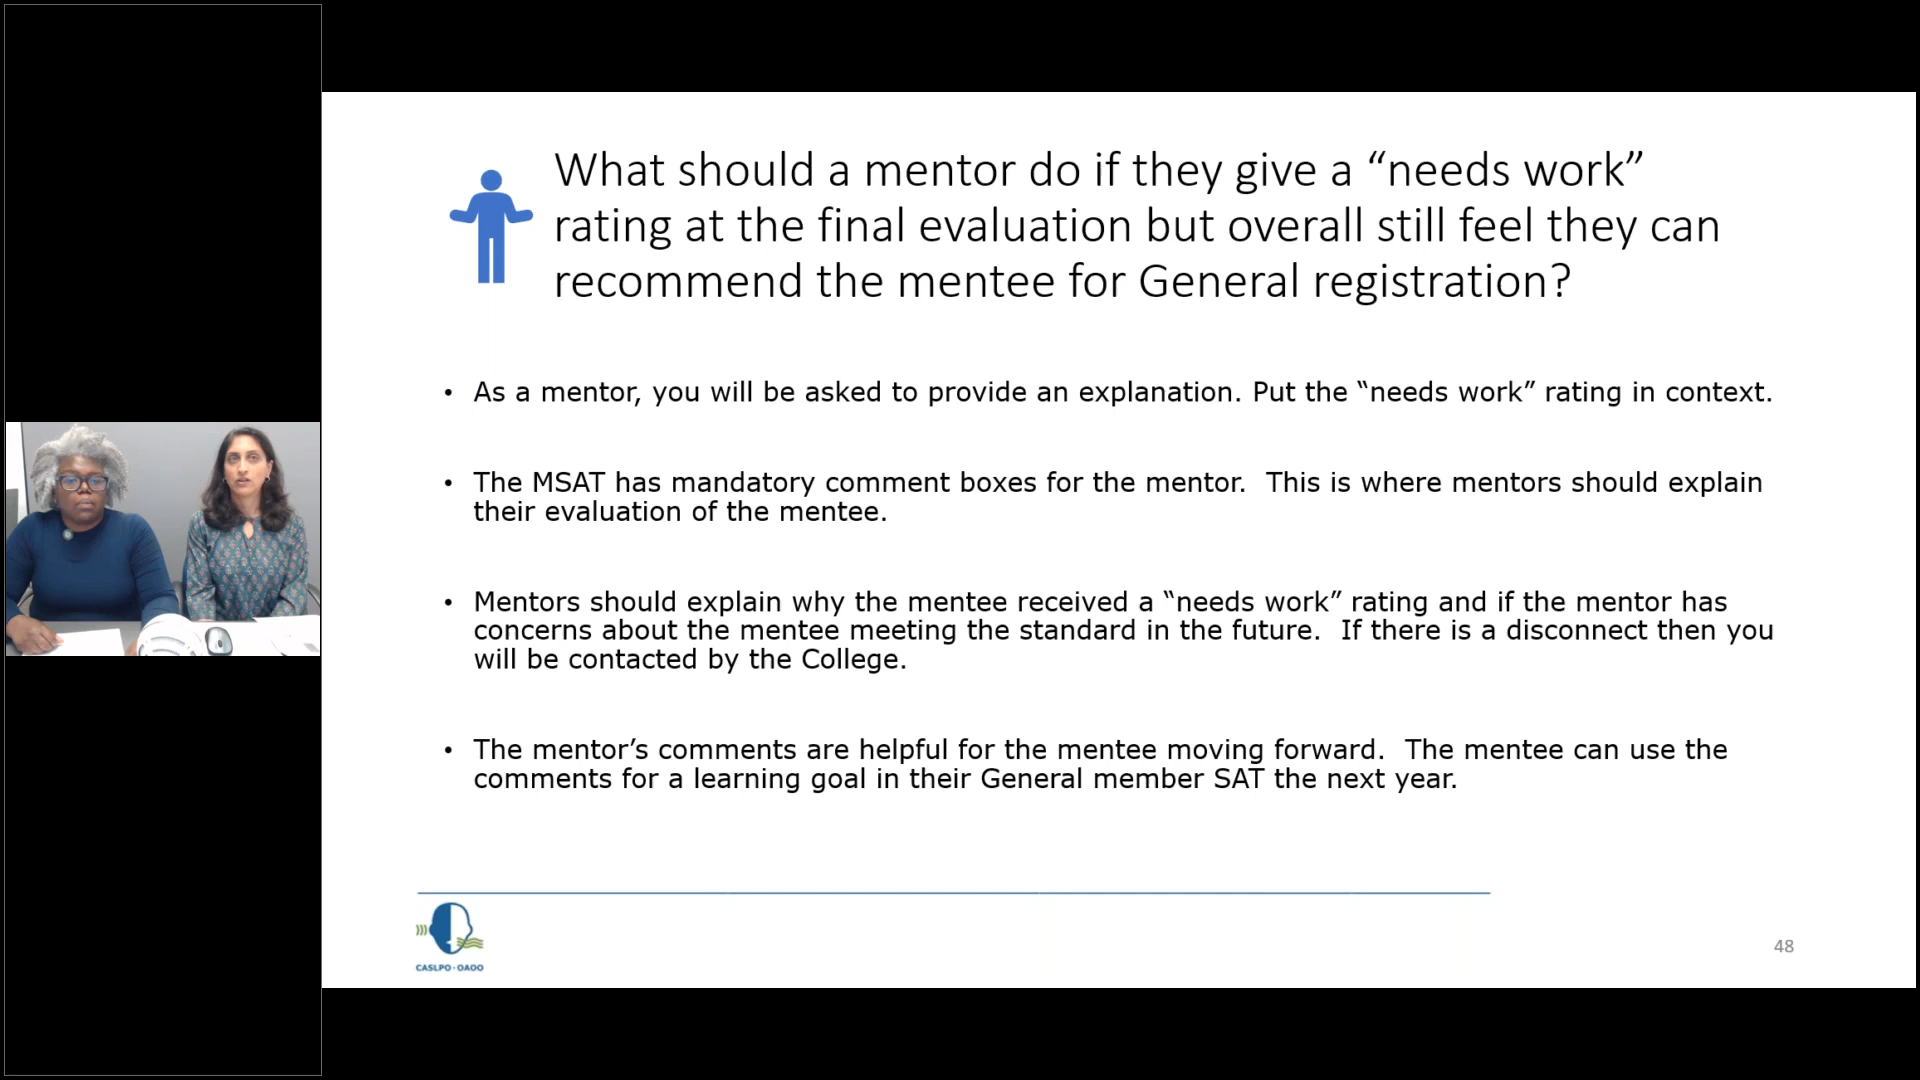 What should a mentor do if they give a “needs work”
rating at the final evaluation but overall still feel they can
recommend the mentee for General registration?
• As a mentor, you will be asked to provide an explanation. Put the “needs work” rating in context.
• The MSAT has mandatory comment boxes for the mentor.  This is where mentors should explain
their evaluation of the mentee.
• Mentors should explain why the mentee received a “needs work” rating and if the mentor has
concerns about the mentee meeting the standard in the future.  If there is a disconnect then you
will be contacted by the College.
• The mentor’s comments are helpful for the mentee moving forward.  The mentee can use the
comments for a learning goal in their General member SAT the next year.
CASLPO·OAOO
48